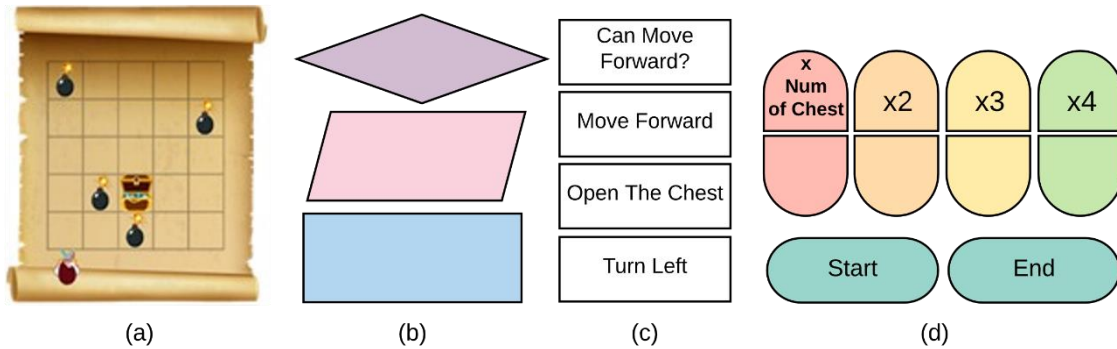 Can Move
Forward?
Move Forward
Open The Chest
Turn Left
x
Num
of Chest
x2
x3
x4
Start
End
(a)
(b)
(c)
(d)